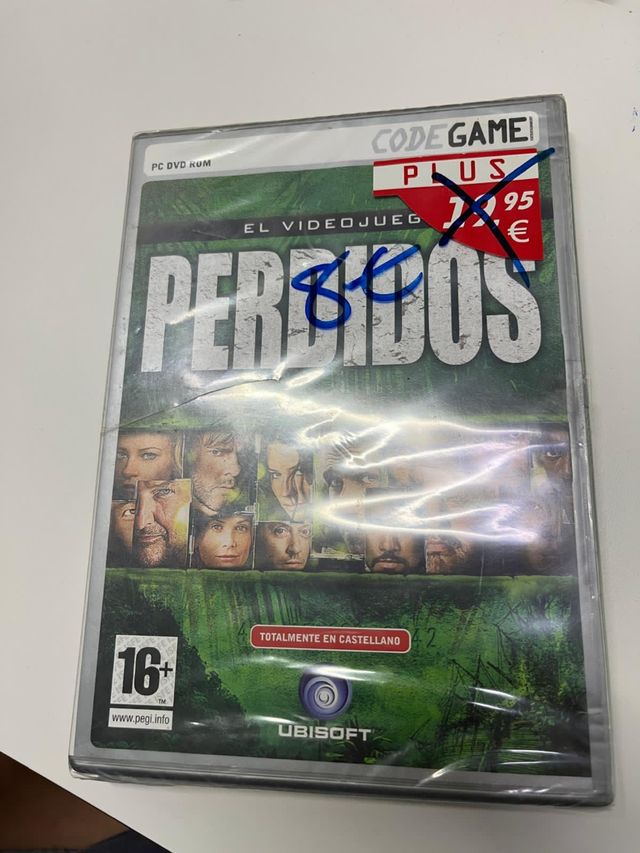 CODEGAME
PC DVD ROM
PLUS
19,95
€
EL VIDEOJUEG
8€
PERDIDOS
TOTALMENTE EN CASTELLANO
16+
TM
www.pegi.info
UBISOFT